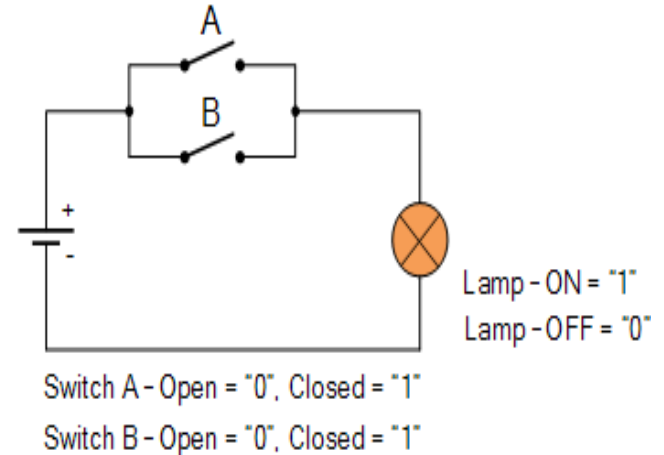 A
B
+
-
Lamp - ON = "1"
Lamp - OFF = "0"
Switch A - Open = "0", Closed = "1"
Switch B - Open = "0", Closed = "1"